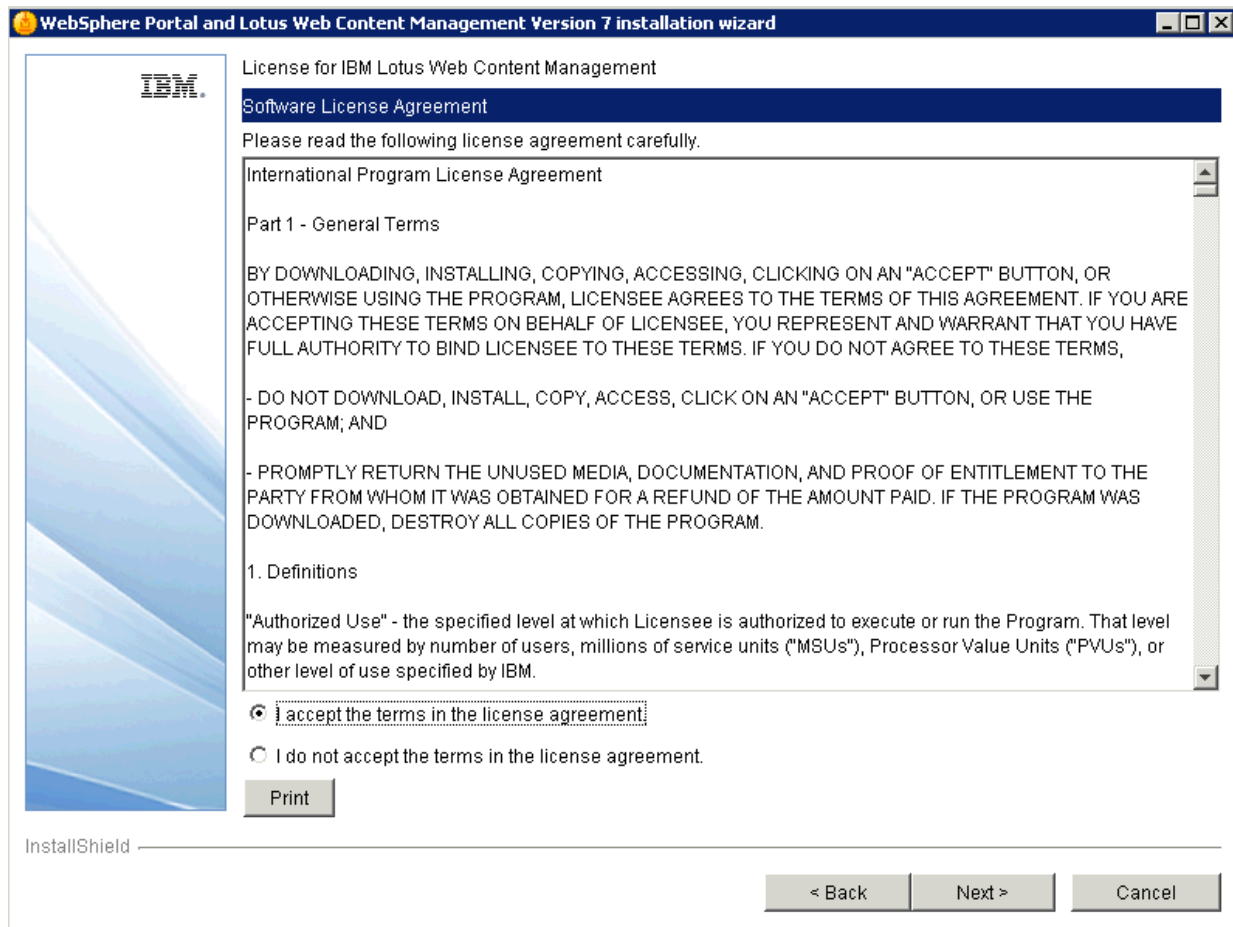 WebSphere Portal and Lotus Web Content Management Version 7 installation wizard
IBM.
License for IBM Lotus Web Content Management
Software License Agreement
Please read the following license agreement carefully.
International Program License Agreement
Part 1 - General Terms
BY DOWNLOADING, INSTALLING, COPYING, ACCESSING, CLICKING ON AN "ACCEPT" BUTTON, OR
OTHERWISE USING THE PROGRAM, LICENSEE AGREES TO THE TERMS OF THIS AGREEMENT. IF YOU ARE
ACCEPTING THESE TERMS ON BEHALF OF LICENSEE, YOU REPRESENT AND WARRANT THAT YOU HAVE
FULL AUTHORITY TO BIND LICENSEE TO THESE TERMS. IF YOU DO NOT AGREE TO THESE TERMS,
- DO NOT DOWNLOAD, INSTALL, COPY, ACCESS, CLICK ON AN "ACCEPT" BUTTON, OR USE THE
PROGRAM; AND
- PROMPTLY RETURN THE UNUSED MEDIA, DOCUMENTATION, AND PROOF OF ENTITLEMENT TO THE
PARTY FROM WHOM IT WAS OBTAINED FOR A REFUND OF THE AMOUNT PAID. IF THE PROGRAM WAS
DOWNLOADED, DESTROY ALL COPIES OF THE PROGRAM.
1. Definitions
"Authorized Use" - the specified level at which Licensee is authorized to execute or run the Program. That level
may be measured by number of users, millions of service units ("MSUs"), Processor Value Units ("PVUs"), or
other level of use specified by IBM.
I accept the terms in the license agreement.
I do not accept the terms in the license agreement.
Print
InstallShield
< Back
Next >
Cancel